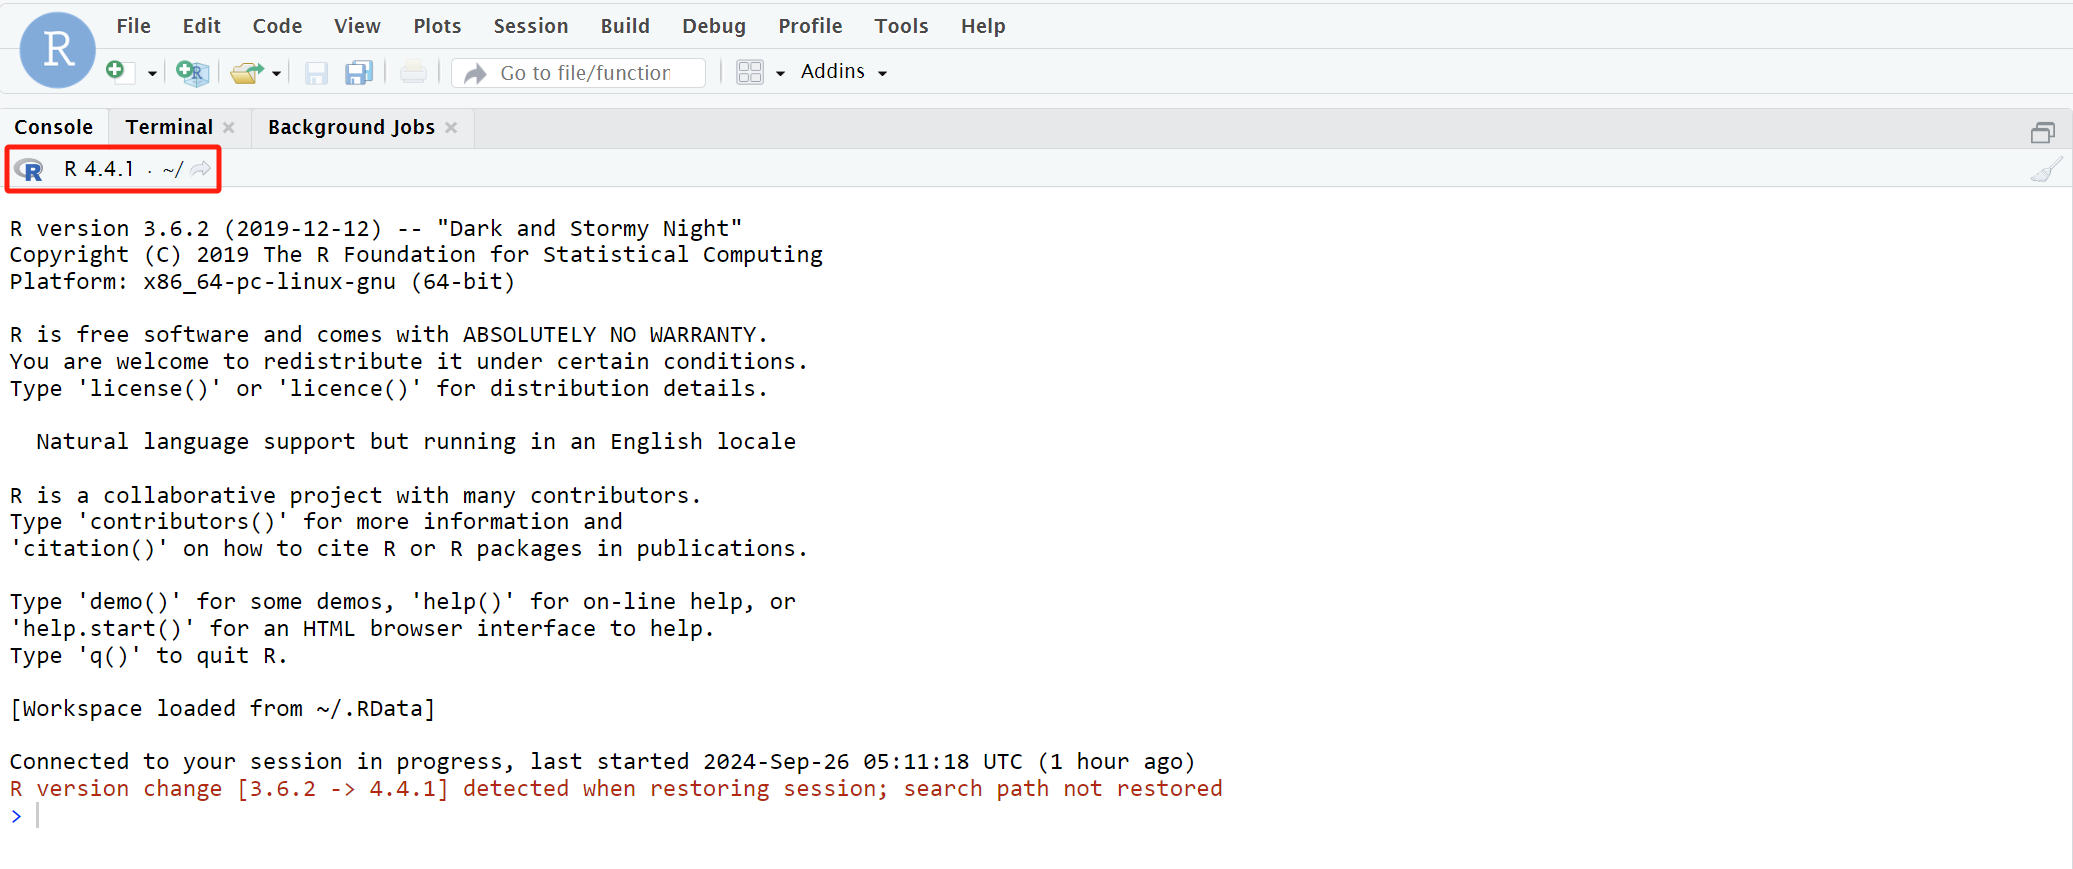 R
File Edit Code View Plots Session Build Debug Profile Tools Help
R Go to file/function Addins
Console Terminal × Background Jobs ×
R R 4.4.1 · ~/
R version 3.6.2 (2019-12-12) -- "Dark and Stormy Night"
Copyright (C) 2019 The R Foundation for Statistical Computing
Platform: x86_64-pc-linux-gnu (64-bit)
R is free software and comes with ABSOLUTELY NO WARRANTY.
You are welcome to redistribute it under certain conditions.
Type 'license()' or 'licence()' for distribution details.
Natural language support but running in an English locale
R is a collaborative project with many contributors.
Type 'contributors()' for more information and
'citation()' on how to cite R or R packages in publications.
Type 'demo()' for some demos, 'help()' for on-line help, or
'help.start()' for an HTML browser interface to help.
Type 'q()' to quit R.
[Workspace loaded from ~/.RData]
Connected to your session in progress, last started 2024-Sep-26 05:11:18 UTC (1 hour ago)
R version change [3.6.2 -> 4.4.1] detected when restoring session; search path not restored
>